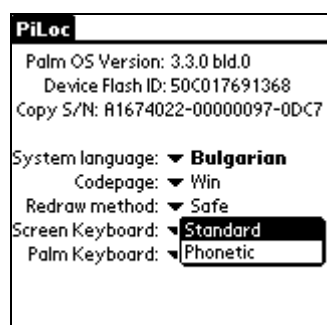 PiLoc
Palm OS Version: 3.3.0 bld.0
Device Flash ID: 50C017691368
Copy S/N: A1674022-00000097-0DC7
System language: Bulgarian
Codepage: Win
Redraw method: Safe
Screen Keyboard: Standard
Palm Keyboard: Phonetic